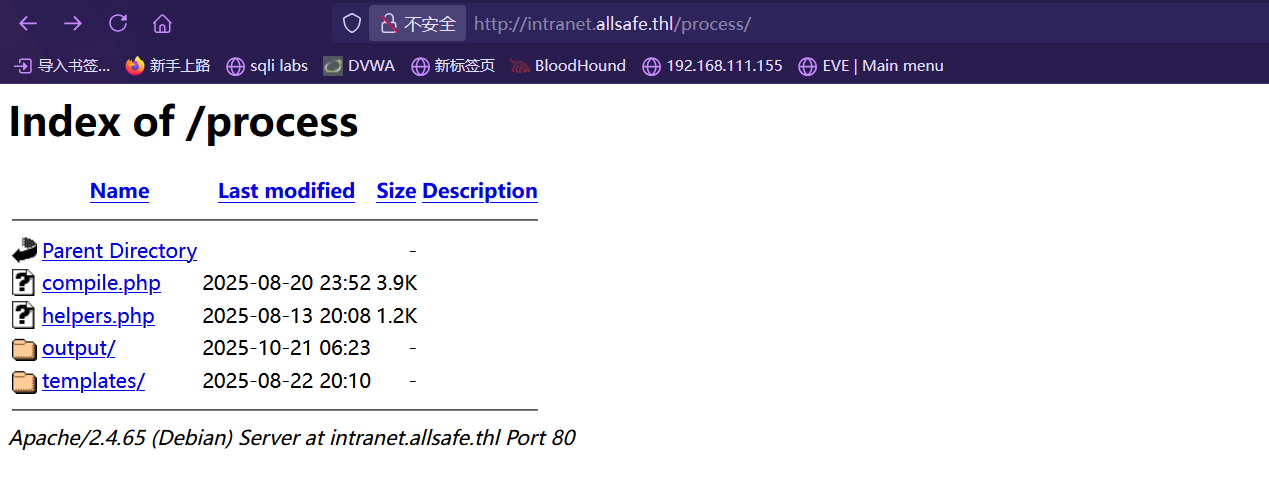 不安全 http://intranet.allsafe.thl/process/
导入书签... 新手上路 sqli labs DVWA 新标签页 BloodHound 192.168.111.155 EVE | Main menu
Index of /process
Name Last modified Size Description
Parent Directory -
compile.php 2025-08-20 23:52 3.9K
helpers.php 2025-08-13 20:08 1.2K
output/ 2025-10-21 06:23 -
templates/ 2025-08-22 20:10 -
Apache/2.4.65 (Debian) Server at intranet.allsafe.thl Port 80